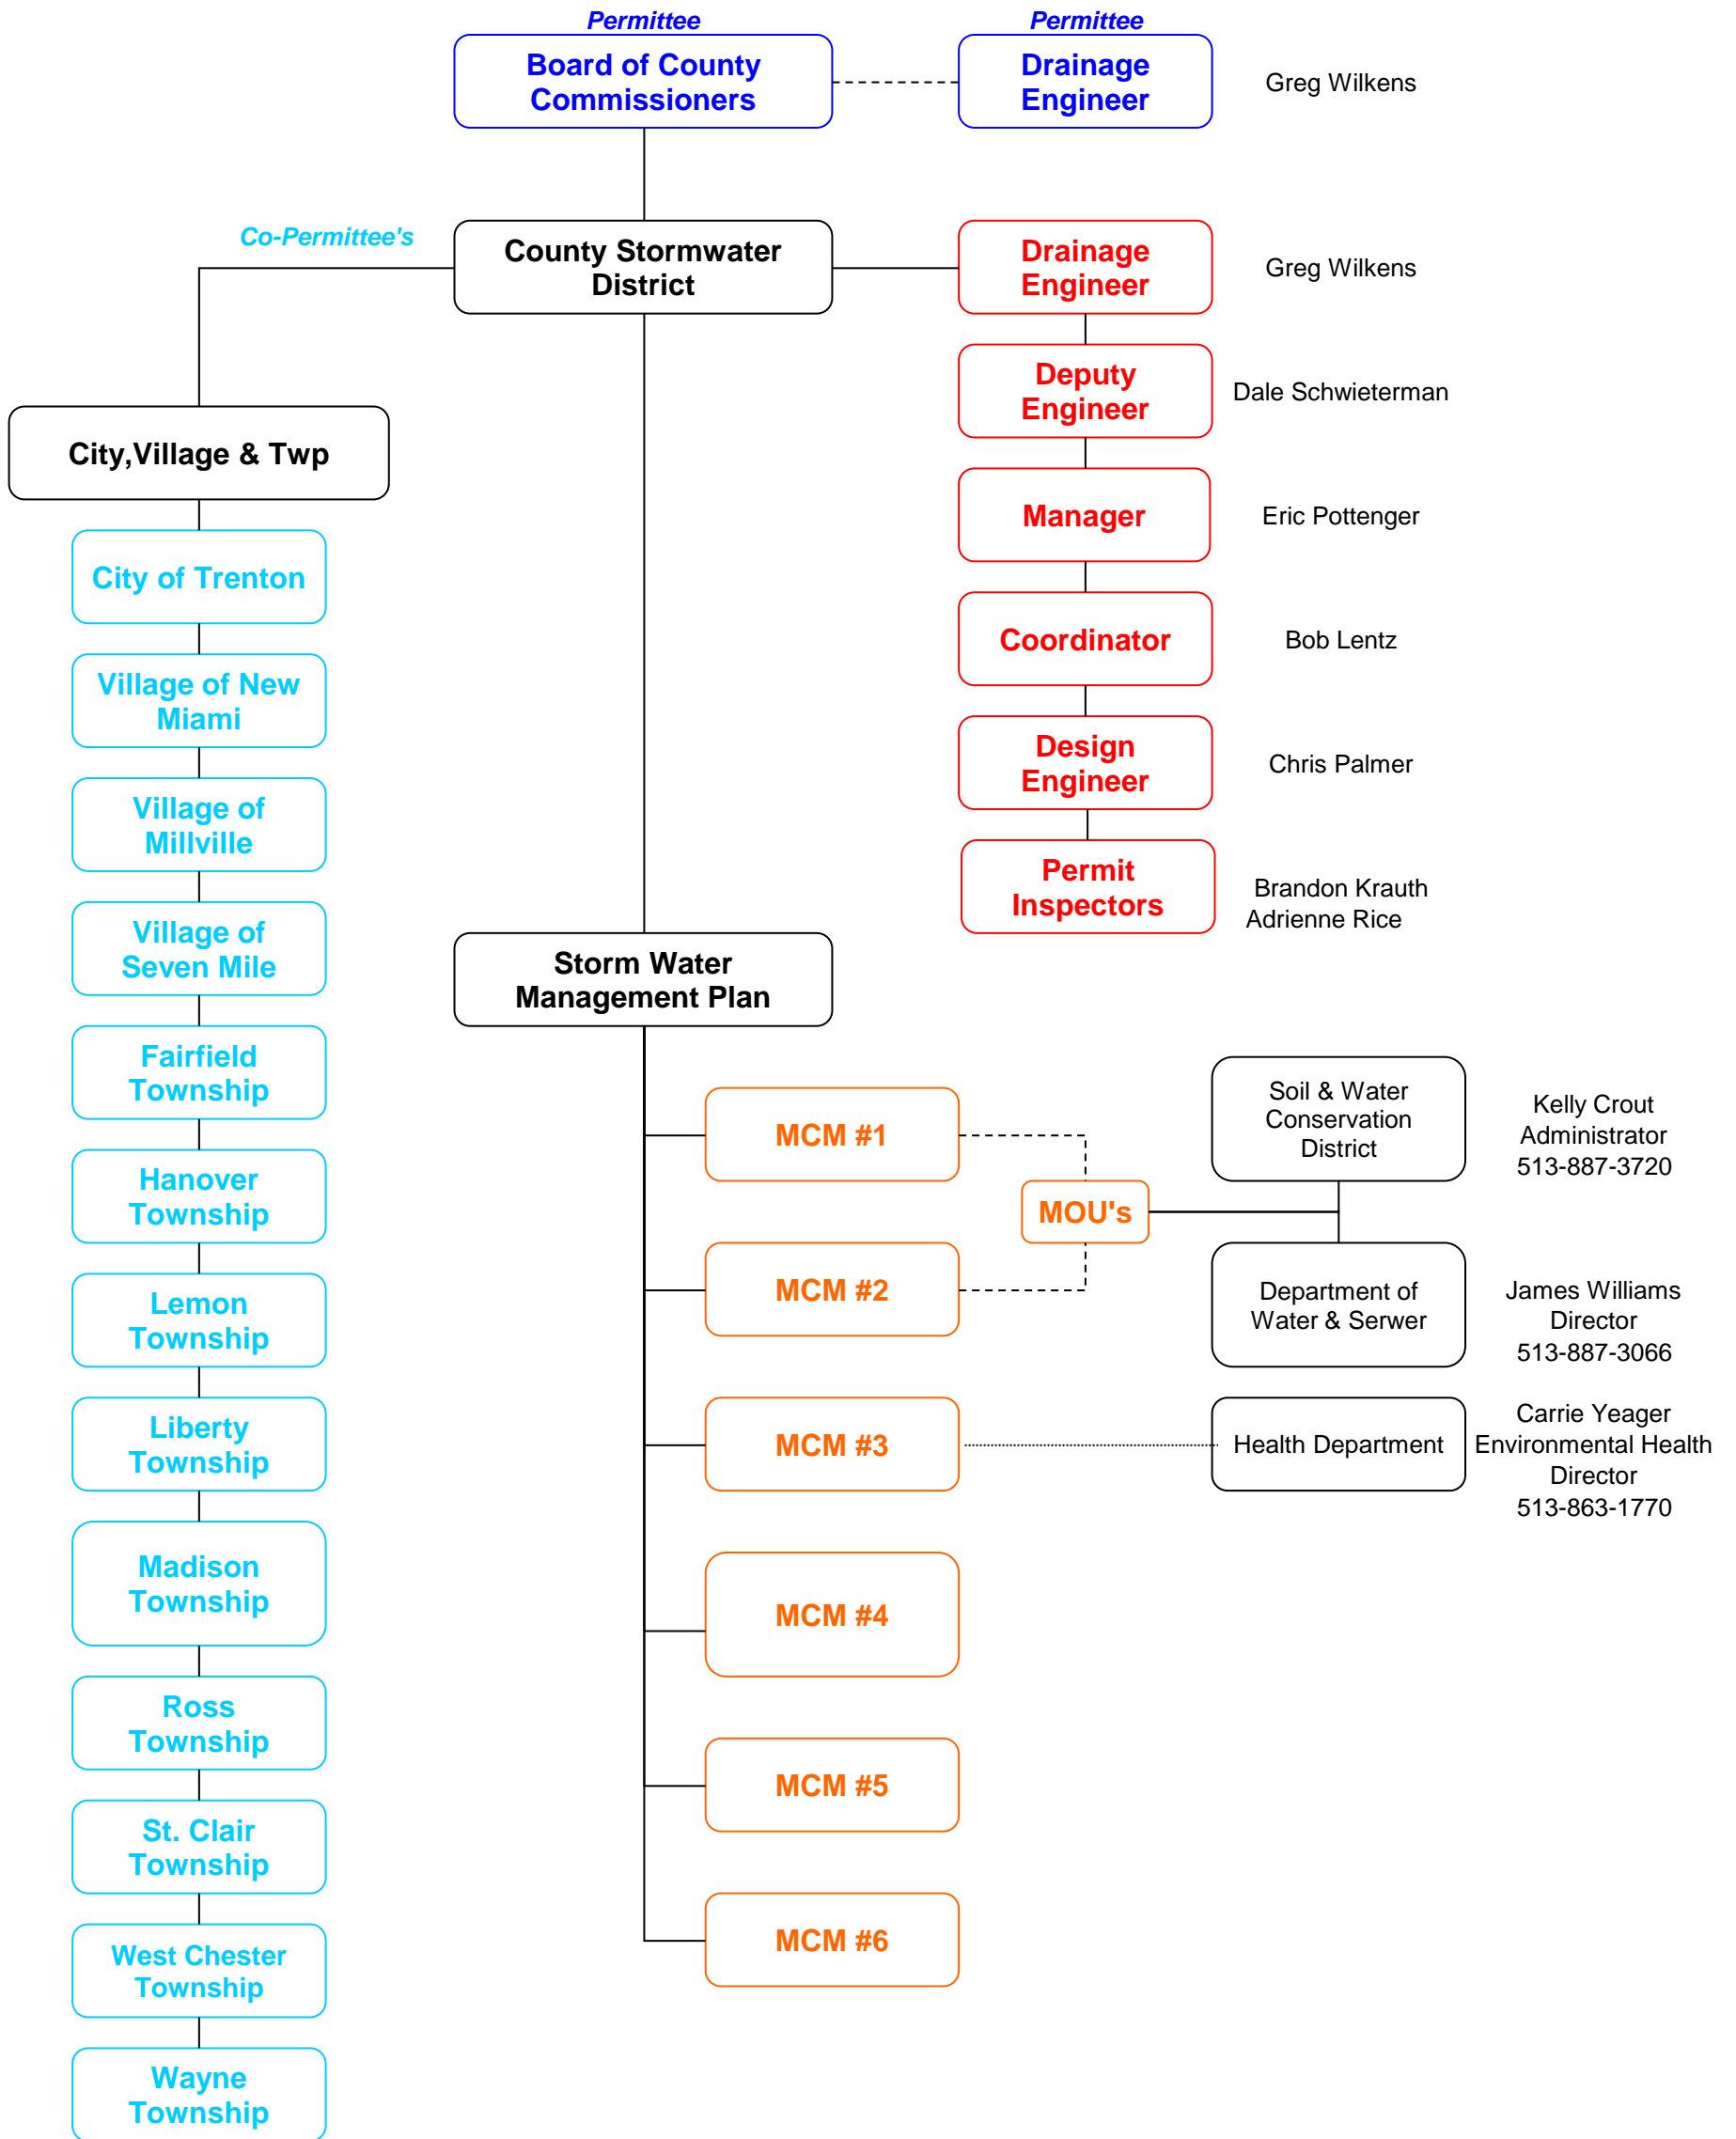 Permittee
Permittee
Board of County
Commissioners
Drainage
Engineer
Greg Wilkens
Co-Permittee's
County Stormwater
District
Drainage
Engineer
Greg Wilkens
Deputy
Engineer
Dale Schwieterman
City,Village & Twp
Manager
Eric Pottenger
City of Trenton
Coordinator
Bob Lentz
Village of New
Miami
Design
Engineer
Chris Palmer
Village of
Millville
Permit
Inspectors
Brandon Krauth
Adrienne Rice
Village of
Seven Mile
Storm Water
Management Plan
Fairfield
Township
MCM #1
Soil & Water
Conservation
District
Kelly Crout
Administrator
513-887-3720
Hanover
Township
MOU's
Lemon
Township
MCM #2
Department of
Water & Serwer
James Williams
Director
513-887-3066
Liberty
Township
MCM #3
Health Department
Carrie Yeager
Environmental Health
Director
513-863-1770
Madison
Township
MCM #4
Ross
Township
MCM #5
St. Clair
Township
MCM #6
West Chester
Township
Wayne
Township